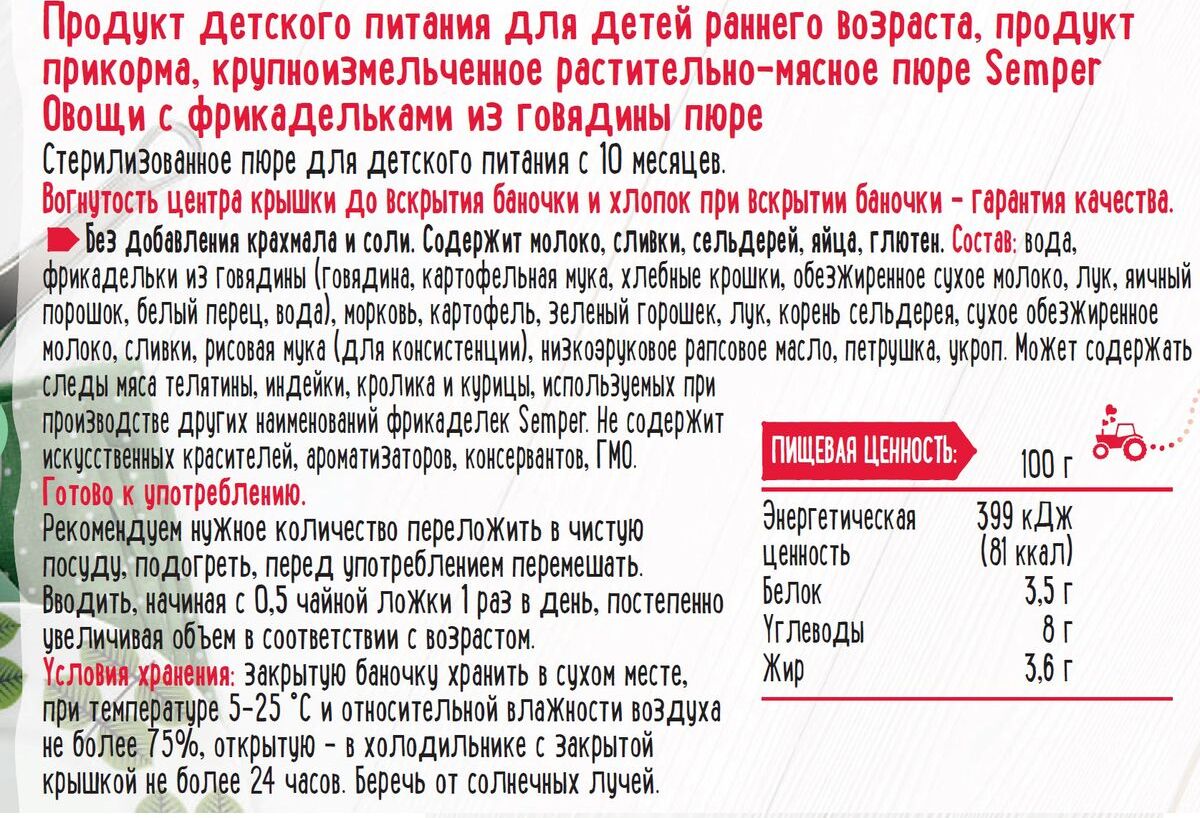 Продукт детского питания для детей раннего возраста, продукт
прикорма, крупноизмельченное растительно-мясное пюре Semper
Овощи с фрикадельками из говядины пюре
Стерилизованное пюре для детского питания с 10 месяцев.
Вогнутость центра крышки до вскрытия баночки и хлопок при вскрытии баночки – гарантия качества.
Без добавления крахмала и соли. Содержит молоко, сливки, сельдерей, яйца, глютен. Состав: вода,
фрикадельки из говядины (говядина, картофельная мука, хлебные крошки, обезжиренное сухое молоко, лук, яичный
порошок, белый перец, вода), морковь, картофель, зеленый горошек, лук, корень сельдерея, сухое обезжиренное
молоко, сливки, рисовая мука (для консистенции), низкоэруковое рапсовое масло, петрушка, укроп. Может содержать
следы мяса телятины, индейки, кролика и курицы, используемых при
производстве других наименований фрикаделек Semper. Не содержит
искусственных красителей, ароматизаторов, консервантов, ГМО.
Готово к употреблению.
Рекомендуем нужное количество переложить в чистую
посуду, подогреть, перед употреблением перемешать.
Вводить, начиная с 0,5 чайной ложки 1 раз в день, постепенно
увеличивая объем в соответствии с возрастом.
Условия хранения: закрытую баночку хранить в сухом месте,
при температуре 5-25 °С и относительной влажности воздуха
не более 75%, открытую – в холодильнике с закрытой
крышкой не более 24 часов. Беречь от солнечных лучей.
ПИЩЕВАЯ ЦЕННОСТЬ: 100 г
Энергетическая 399 кДж
ценность (81 ккал)
Белок 3,5 г
Углеводы 8 г
Жир 3,6 г